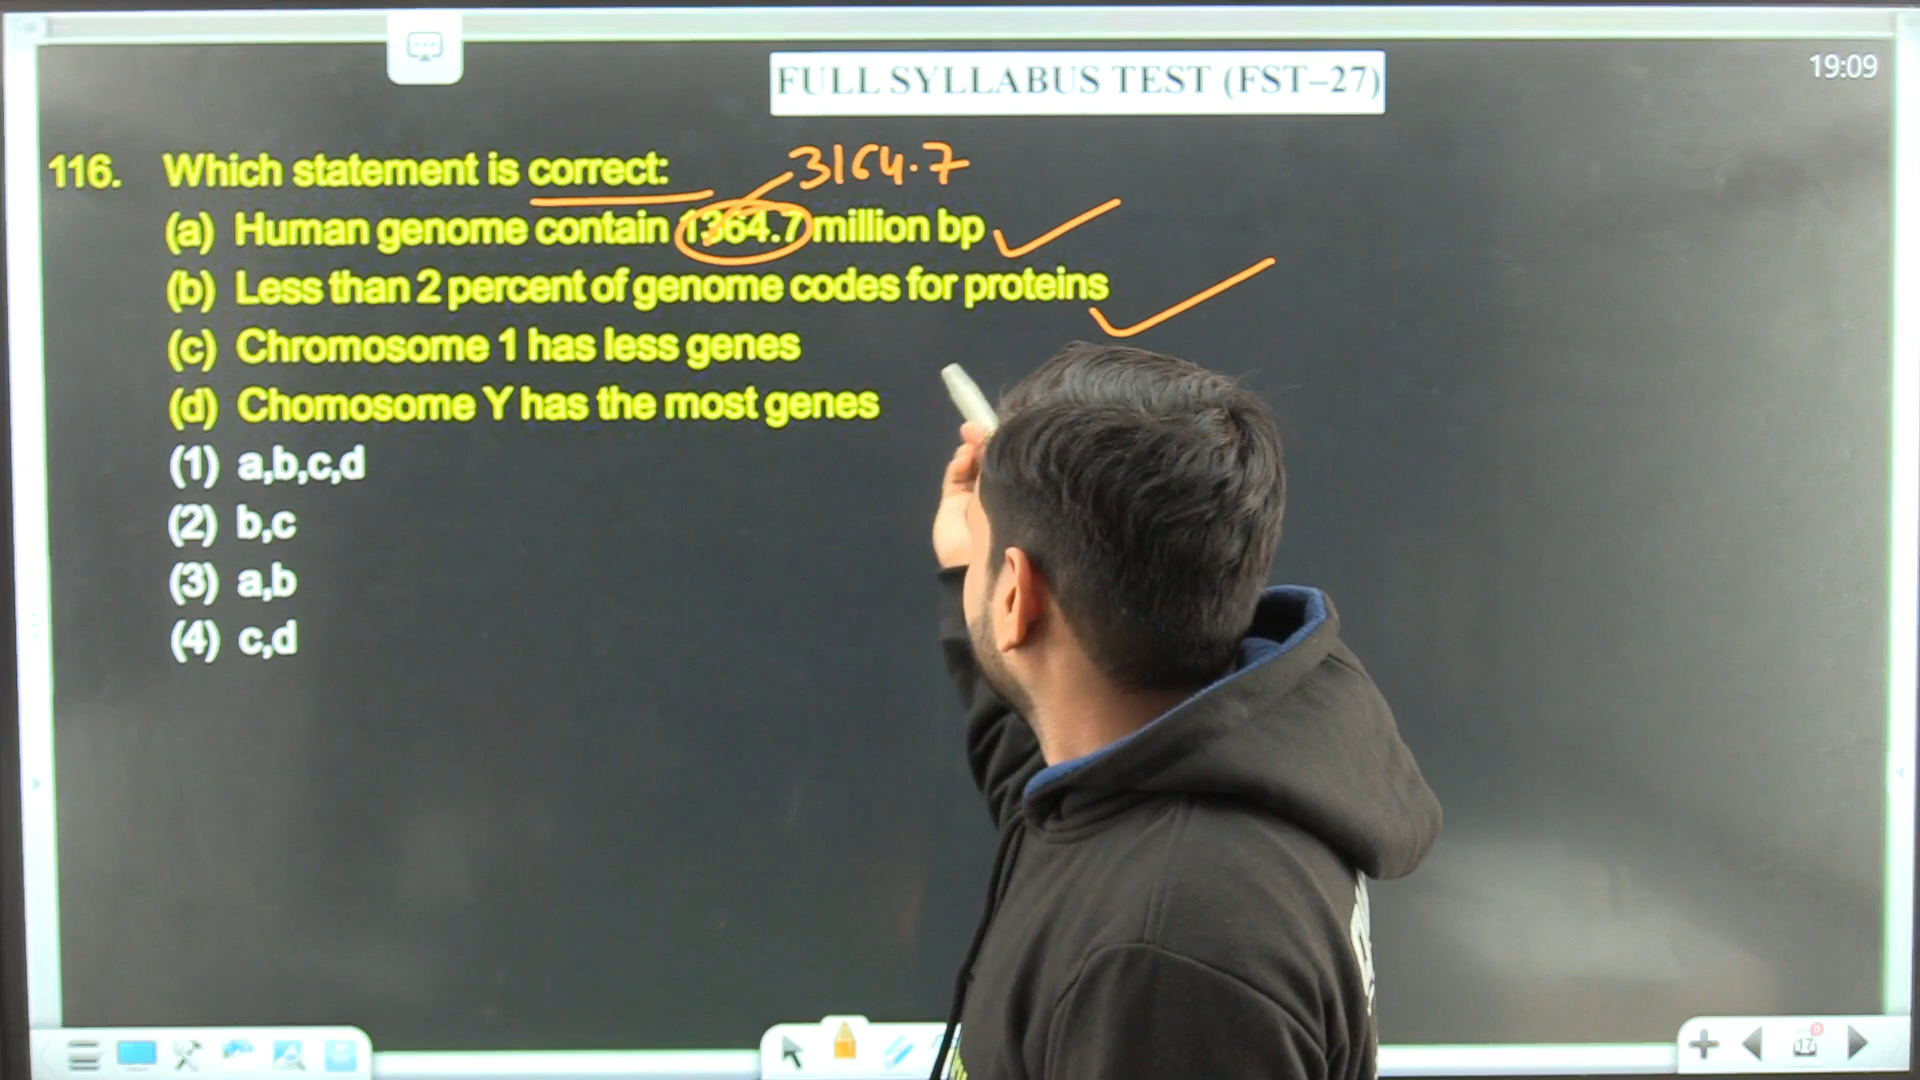 FULL SYLLABUS TEST (FST–27)
19:09
116. Which statement is correct:
3164.7
(a) Human genome contain 1364.7 million bp
(b) Less than 2 percent of genome codes for proteins
(c) Chromosome 1 has less genes
(d) Chomosome Y has the most genes
(1) a,b,c,d
(2) b,c
(3) a,b
(4) c,d
17